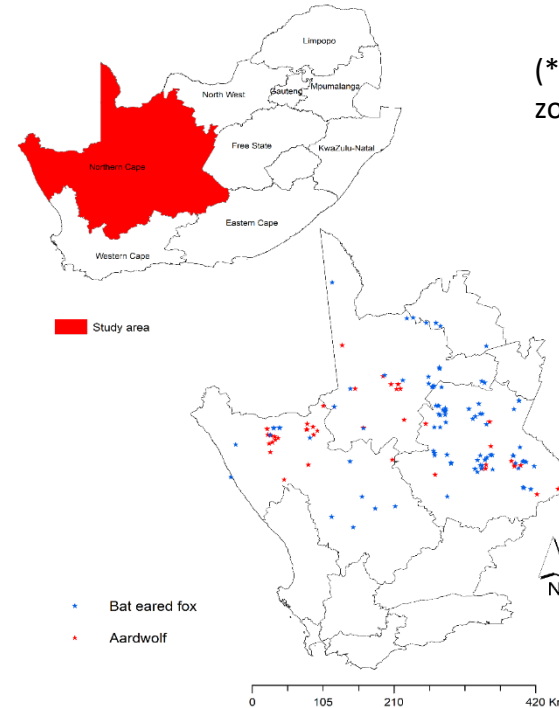 Limpopo
(*
zo
North West
Gauteng
Mpumalanga
Free State
KwaZulu-Natal
Northern Cape
Eastern Cape
Western Cape
Study area
Bat eared fox
Aardwolf
N
0 105 210 420 K